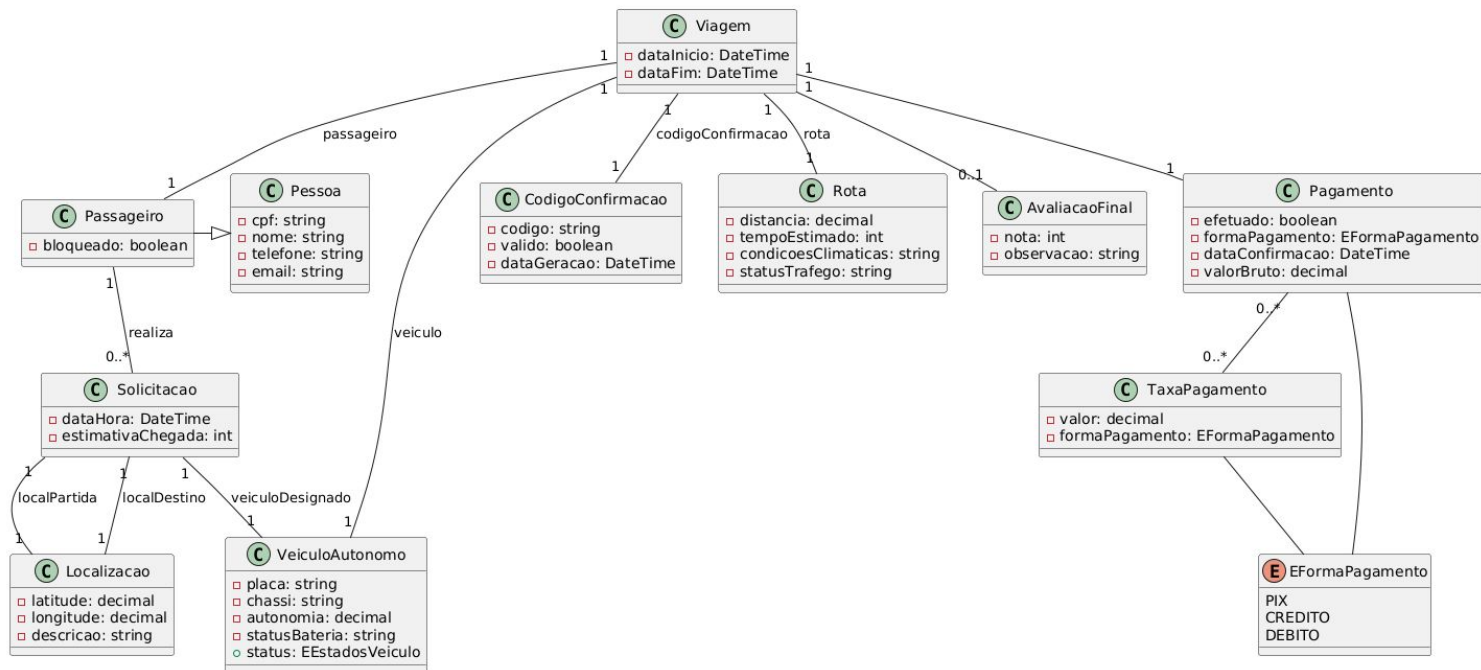 C Viagem
dataInicio: DateTime
dataFim: DateTime
1
1
1
1
1
1
passageiro
codigoConfirmacao
rota
1
1
1
0..1
1
C Pessoa
cpf: string
nome: string
telefone: string
email: string
C Passageiro
bloqueado: boolean
C CodigoConfirmacao
codigo: string
valido: boolean
dataGeracao: DateTime
C Rota
distancia: decimal
tempoEstimado: int
condicoesClimaticas: string
statusTrafego: string
C AvaliacaoFinal
nota: int
observacao: string
C Pagamento
efetuado: boolean
formaPagamento: EFormaPagamento
dataConfirmacao: DateTime
valorBruto: decimal
1
realiza
0..*
veiculo
0..*
0..*
C Solicitacao
dataHora: DateTime
estimativaChegada: int
C TaxaPagamento
valor: decimal
formaPagamento: EFormaPagamento
1
1
1
localPartida
localDestino
veiculoDesignado
1
1
1
1
C Localizacao
latitude: decimal
longitude: decimal
descricao: string
C VeiculoAutonomo
placa: string
chassi: string
autonomia: decimal
statusBateria: string
status: EEstadosVeiculo
E EFormaPagamento
PIX
CREDITO
DEBITO